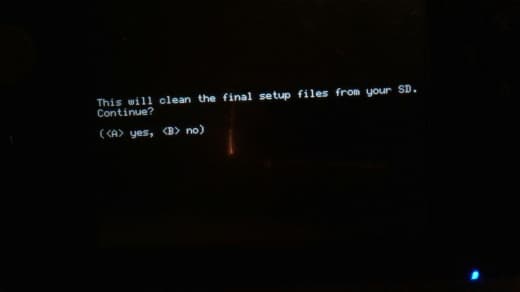 This will clean the final setup files from your SD.
Continue?
(<A> yes, <B> no)